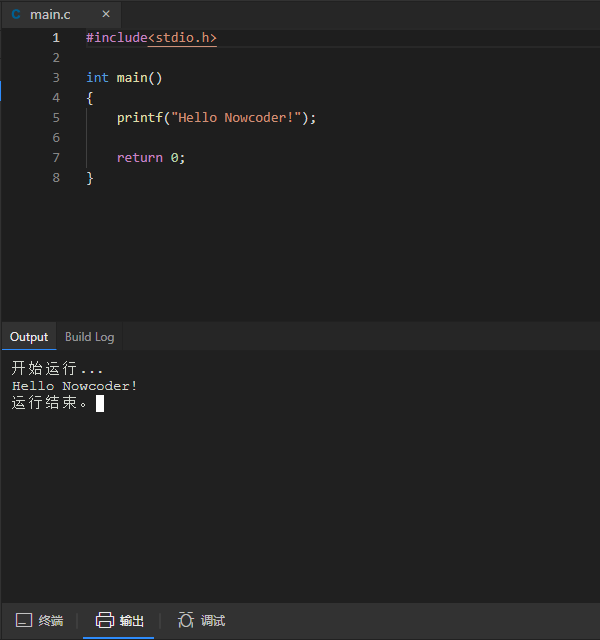 C main.c ×
1 #include<stdio.h>
2
3 int main()
4 {
5 printf("Hello Nowcoder!");
6
7 return 0;
8 }
Output Build Log
开始运行...
Hello Nowcoder!
运行结束。
终端 输出 调试